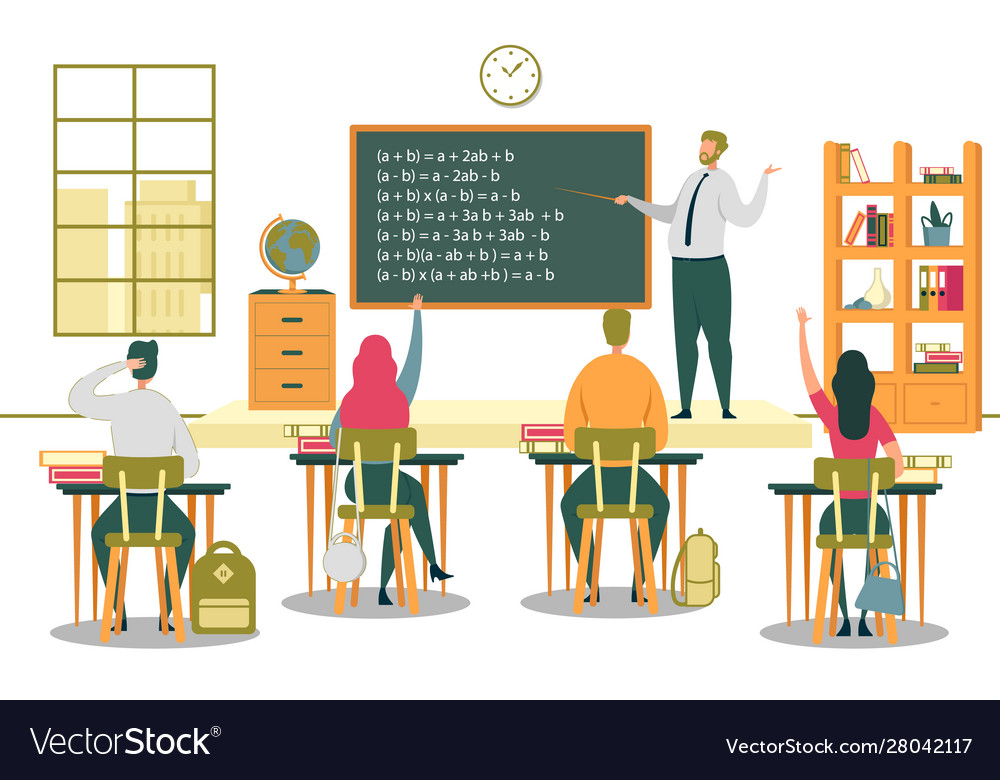 (a + b) = a + 2ab + b
(a - b) = a - 2ab - b
(a + b) x (a - b) = a - b
(a + b) = a + 3a b + 3ab + b
(a - b) = a - 3a b + 3ab - b
(a + b)(a - ab + b ) = a + b
(a - b) x (a + ab +b ) = a - b
VectorStock®
VectorStock.com/28042117